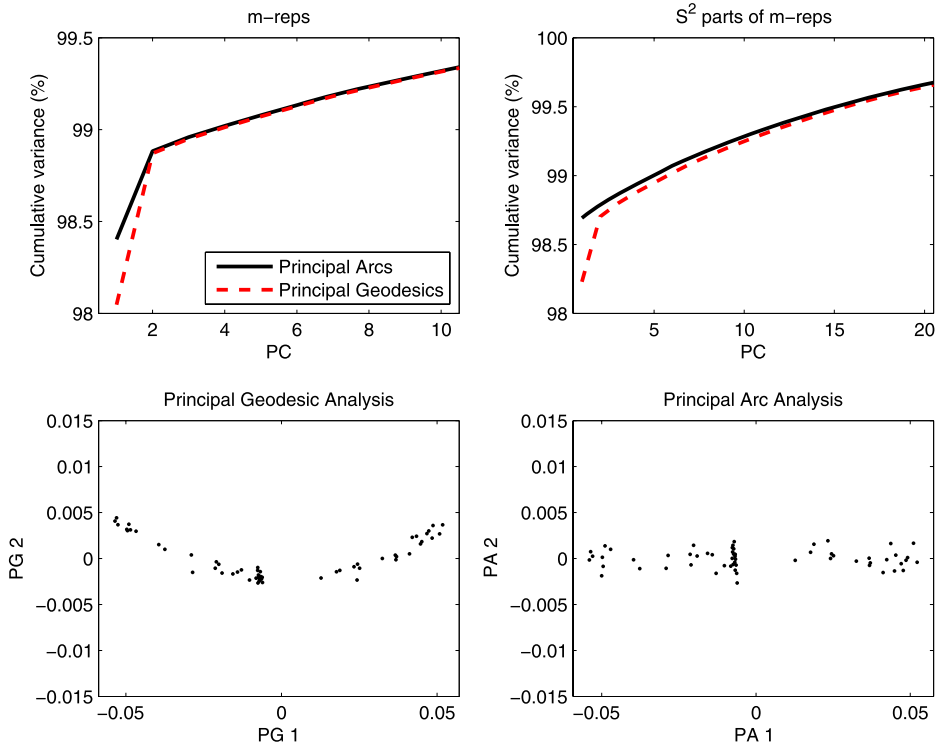 m−reps
99.5
99
98.5
98
2
4
6
8
10
PC
Cumulative variance (%)
Principal Arcs
Principal Geodesics
S² parts of m−reps
100
99.5
99
98.5
98
5
10
15
20
PC
Cumulative variance (%)
Principal Geodesic Analysis
0.015
0.01
0.005
0
−0.005
−0.01
−0.015
−0.05
0
0.05
PG 1
PG 2
Principal Arc Analysis
0.015
0.01
0.005
0
−0.005
−0.01
−0.015
−0.05
0
0.05
PA 1
PA 2